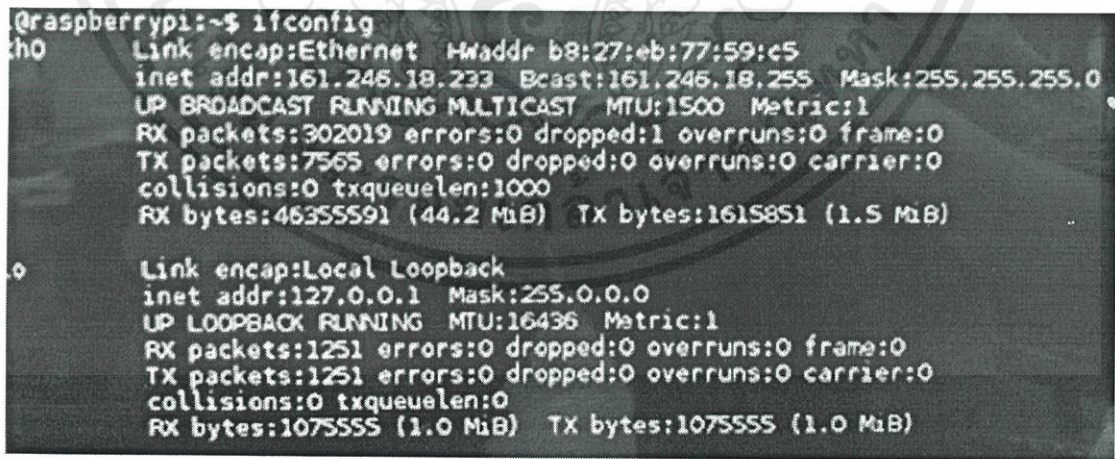 @raspberrypi:~$ ifconfig
th0 Link encap:Ethernet HWaddr b8:27:eb:77:59:c5
inet addr:161.246.18.233 Bcast:161.246.18.255 Mask:255.255.255.0
UP BROADCAST RUNNING MULTICAST MTU:1500 Metric:1
RX packets:302019 errors:0 dropped:1 overruns:0 frame:0
TX packets:7565 errors:0 dropped:0 overruns:0 carrier:0
collisions:0 txqueuelen:1000
RX bytes:46355591 (44.2 MiB) TX bytes:1615851 (1.5 MiB)
lo Link encap:Local Loopback
inet addr:127.0.0.1 Mask:255.0.0.0
UP LOOPBACK RUNNING MTU:16436 Metric:1
RX packets:1251 errors:0 dropped:0 overruns:0 frame:0
TX packets:1251 errors:0 dropped:0 overruns:0 carrier:0
collisions:0 txqueuelen:0
RX bytes:1075555 (1.0 MiB) TX bytes:1075555 (1.0 MiB)